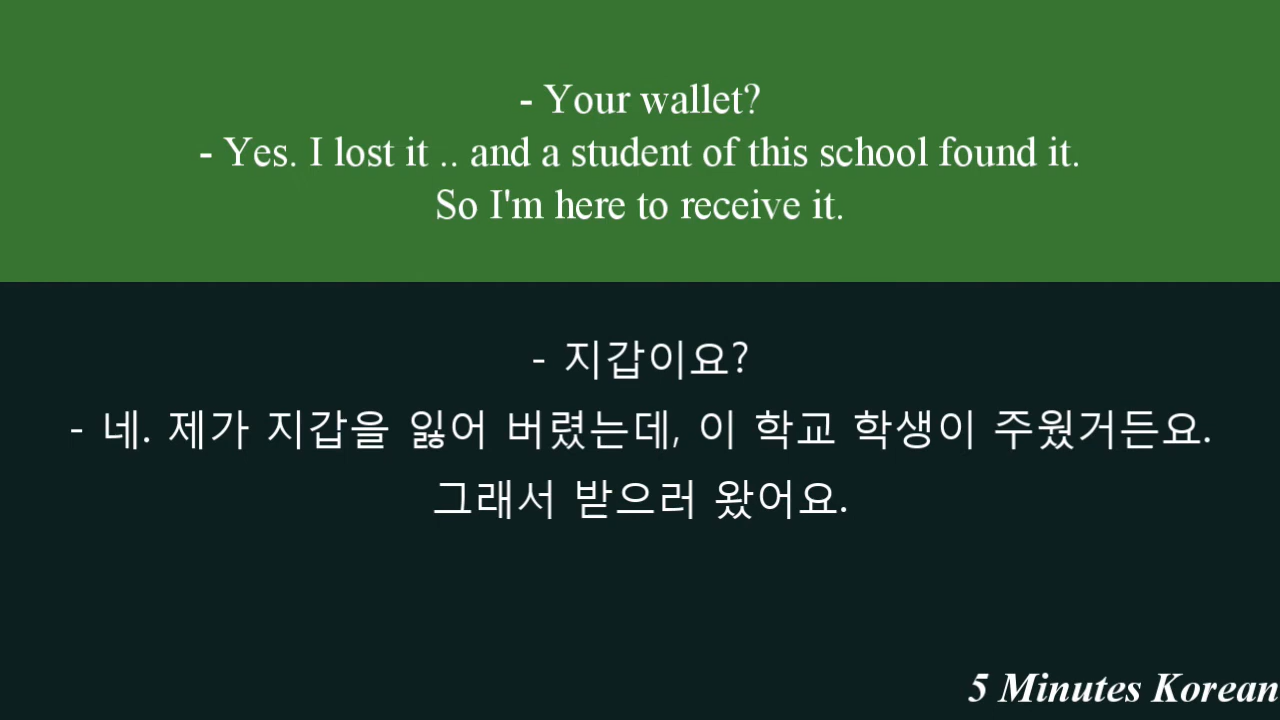 - Your wallet?
- Yes. I lost it .. and a student of this school found it.
So I'm here to receive it.
- 지갑이요?
- 네. 제가 지갑을 잃어 버렸는데, 이 학교 학생이 주웠거든요.
그래서 받으러 왔어요.
5 Minutes Korean